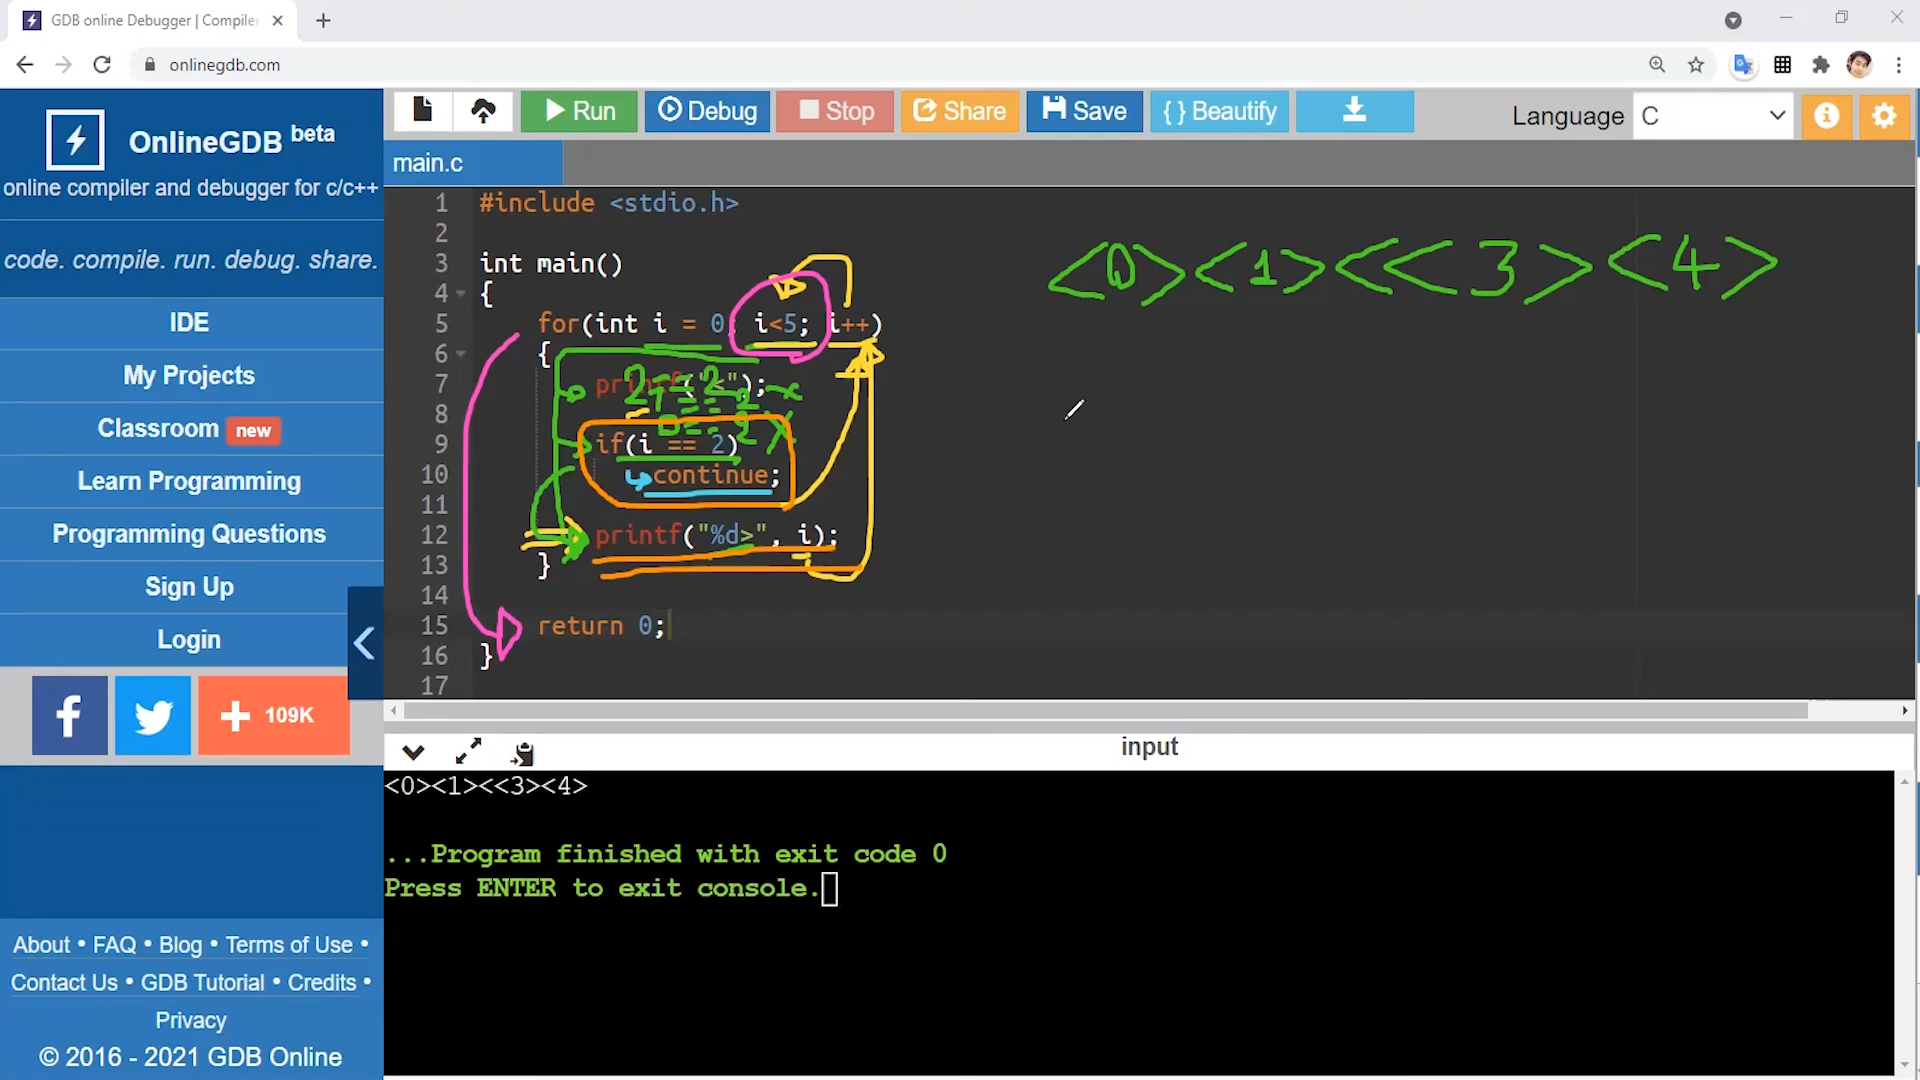 GDB online Debugger | Compiler
onlinegdb.com
OnlineGDB beta
online compiler and debugger for c/c++
code. compile. run. debug. share.
IDE
My Projects
Classroom new
Learn Programming
Programming Questions
Sign Up
Login
109K
About • FAQ • Blog • Terms of Use •
Contact Us • GDB Tutorial • Credits •
Privacy
© 2016 - 2021 GDB Online
Run Debug Stop Share Save { } Beautify Language C
main.c
1 #include <stdio.h>
2
3 int main()
4 {
5 for(int i = 0; i<5; i++)
6 {
7 printf("<");
8
9 if(i == 2)
10 continue;
11
12 printf("%d>", i);
13 }
14
15 return 0;
16 }
17
<0><1><<3><4>
input
<0><1><<3><4>
...Program finished with exit code 0
Press ENTER to exit console.